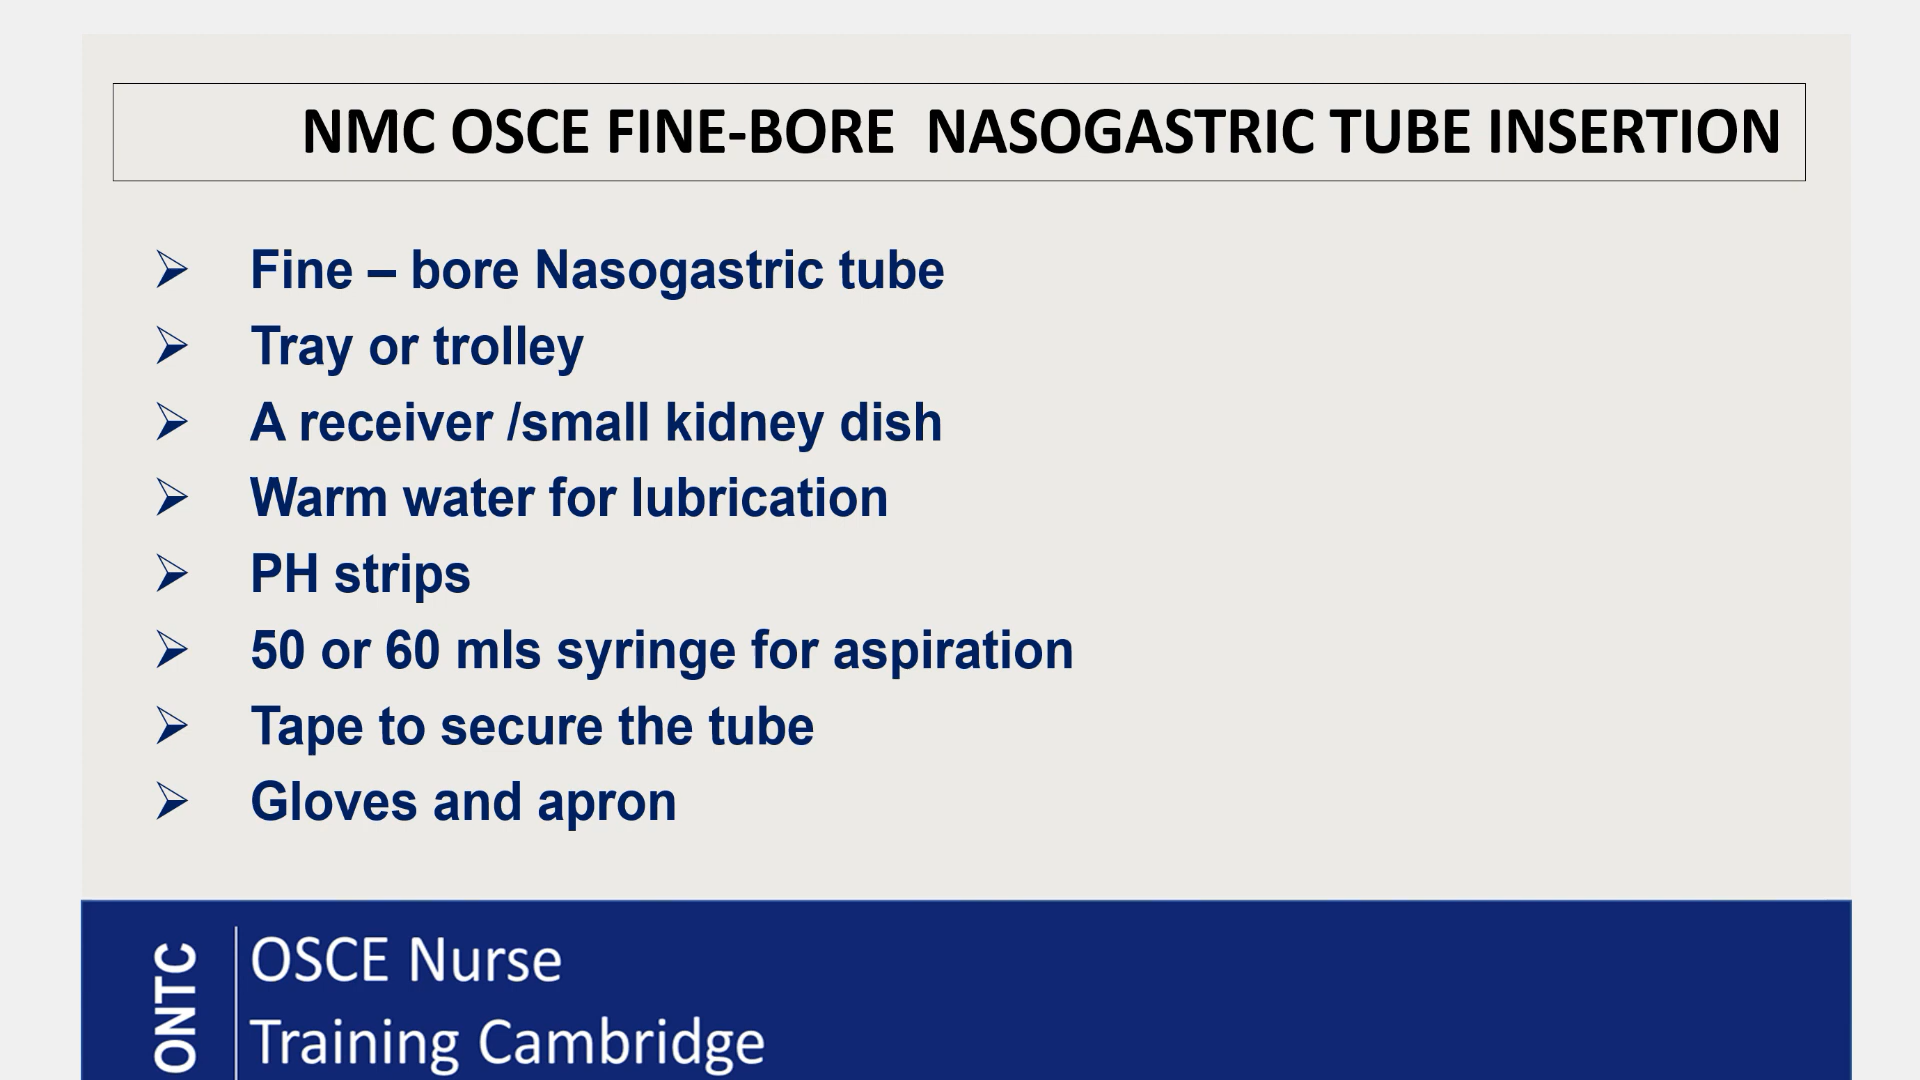 NMC OSCE FINE-BORE  NASOGASTRIC TUBE INSERTION
Fine – bore Nasogastric tube
Tray or trolley
A receiver /small kidney dish
Warm water for lubrication
PH strips
50 or 60 mls syringe for aspiration
Tape to secure the tube
Gloves and apron
ONTC
OSCE Nurse
Training Cambridge